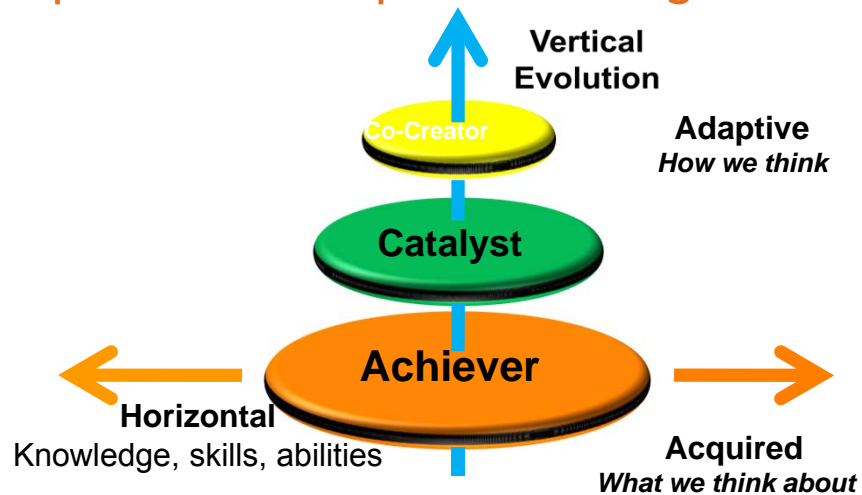 Vertical
Evolution
Co-Creator
Adaptive
How we think
Catalyst
Achiever
Horizontal
Knowledge, skills, abilities
Acquired
What we think about